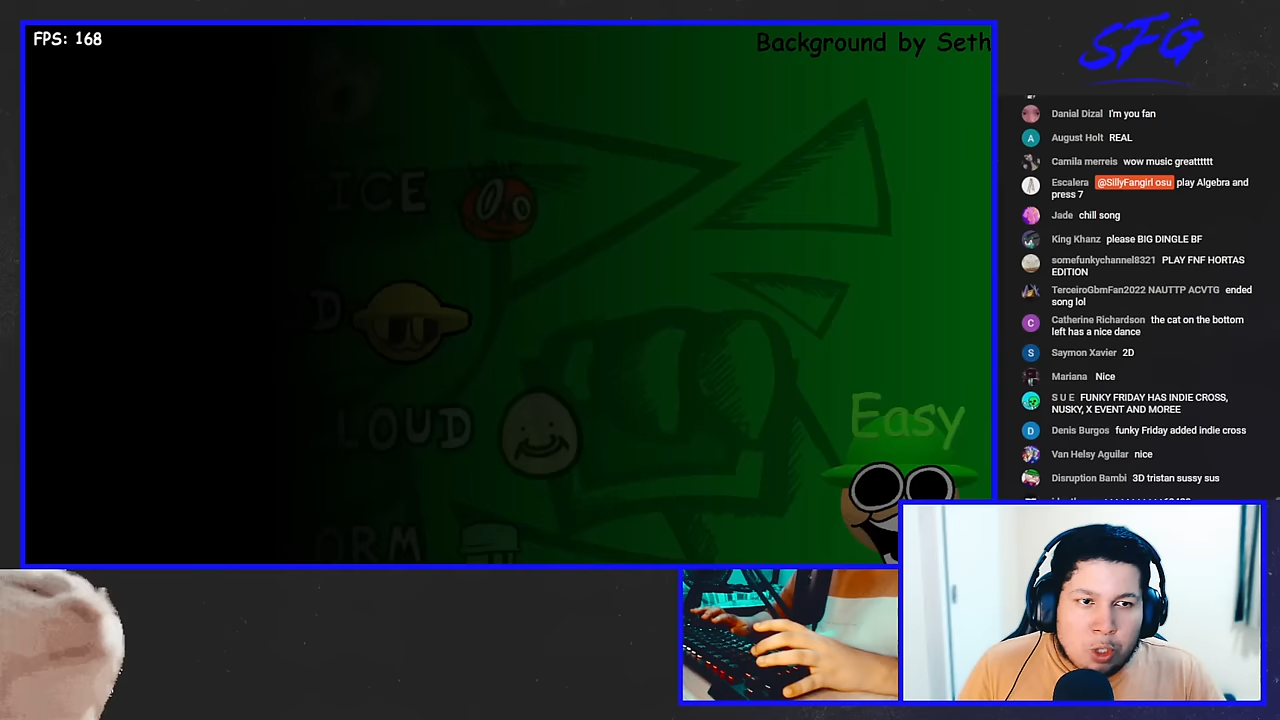 FPS: 168
Background by Seth
SFG
ICE
D
LOUD
ORM
Easy
Danial Dizal I'm you fan
A August Holt REAL
Camila merreis wow music greatttttt
Escalera @SillyFangirl osu play Algebra and
press 7
Jade chill song
King Khanz please BIG DINGLE BF
somefunkychannel8321 PLAY FNF HORTAS
EDITION
TerceiroGbmFan2022 NAUTTP ACVTG ended
song lol
C Catherine Richardson the cat on the bottom
left has a nice dance
S Saymon Xavier 2D
Mariana Nice
S U E FUNKY FRIDAY HAS INDIE CROSS,
NUSKY, X EVENT AND MOREE
D Denis Burgos funky Friday added indie cross
Van Helsy Aguilar nice
Disruption Bambi 3D tristan sussy sus